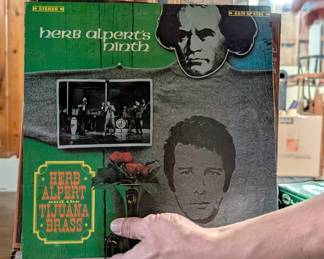 STEREO
herb alpert's
ninth
HERB
ALPERT
and the
TIJUANA
BRASS